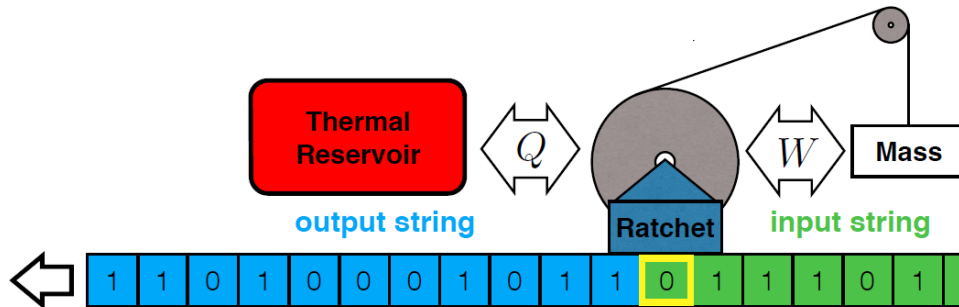 Thermal
Reservoir
Q
W
Mass
output string
Ratchet
input string
1 1 0 1 0 0 0 1 0 1 1 0 1 1 1 0 1